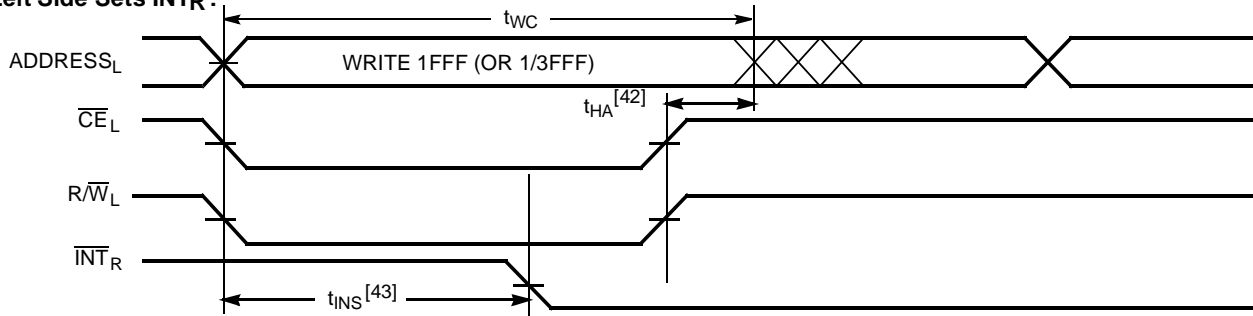 Left Side Sets INTR:
tWC
ADDRESSL
WRITE 1FFF (OR 1/3FFF)
tHA[42]
CEL
R/WL
INTR
tINS[43]